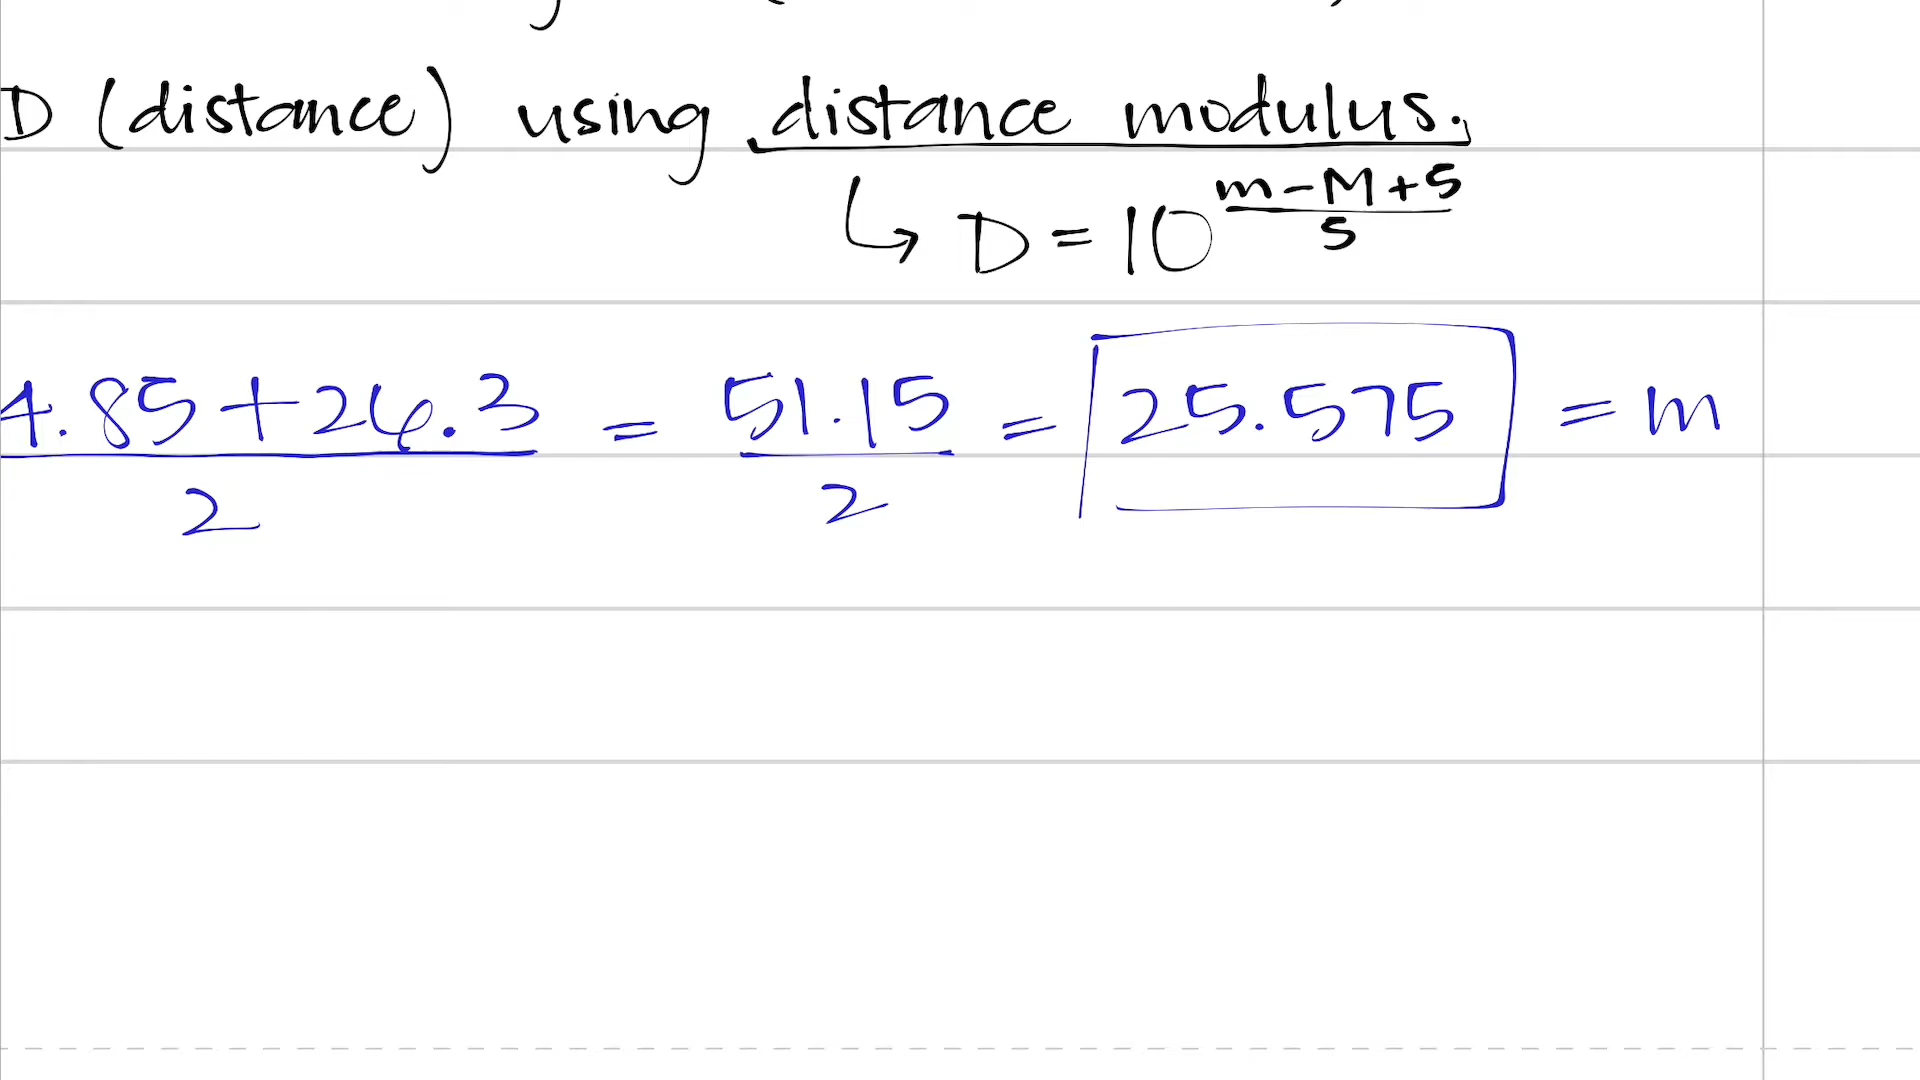 D (distance) using distance modulus.
↳ D = 10^((m-M+5)/5)
4.85 + 26.3 / 2 = 51.15 / 2 = 25.575 = m